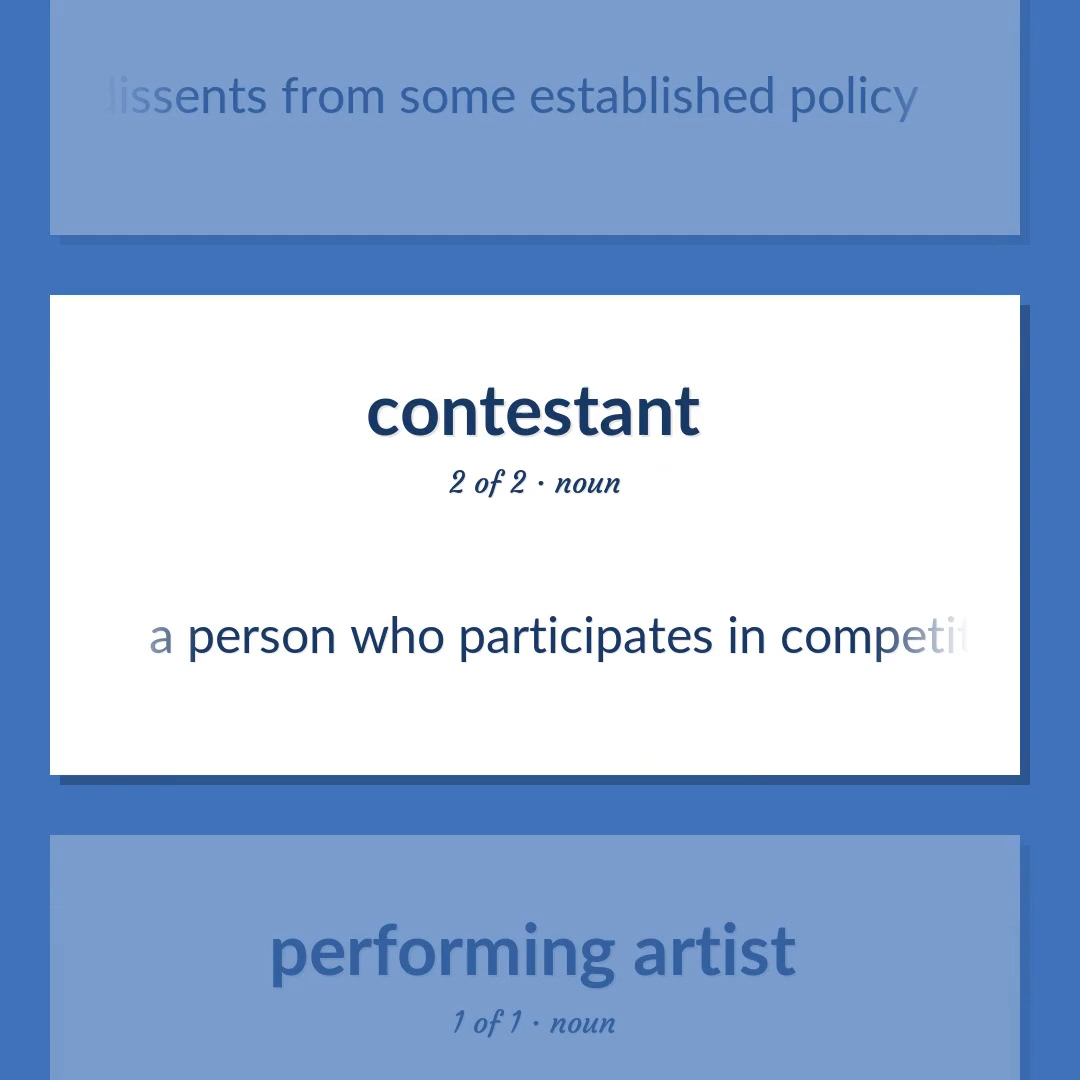 dissents from some established policy
contestant
2 of 2 · noun
a person who participates in
performing artist
1 of 1 · noun